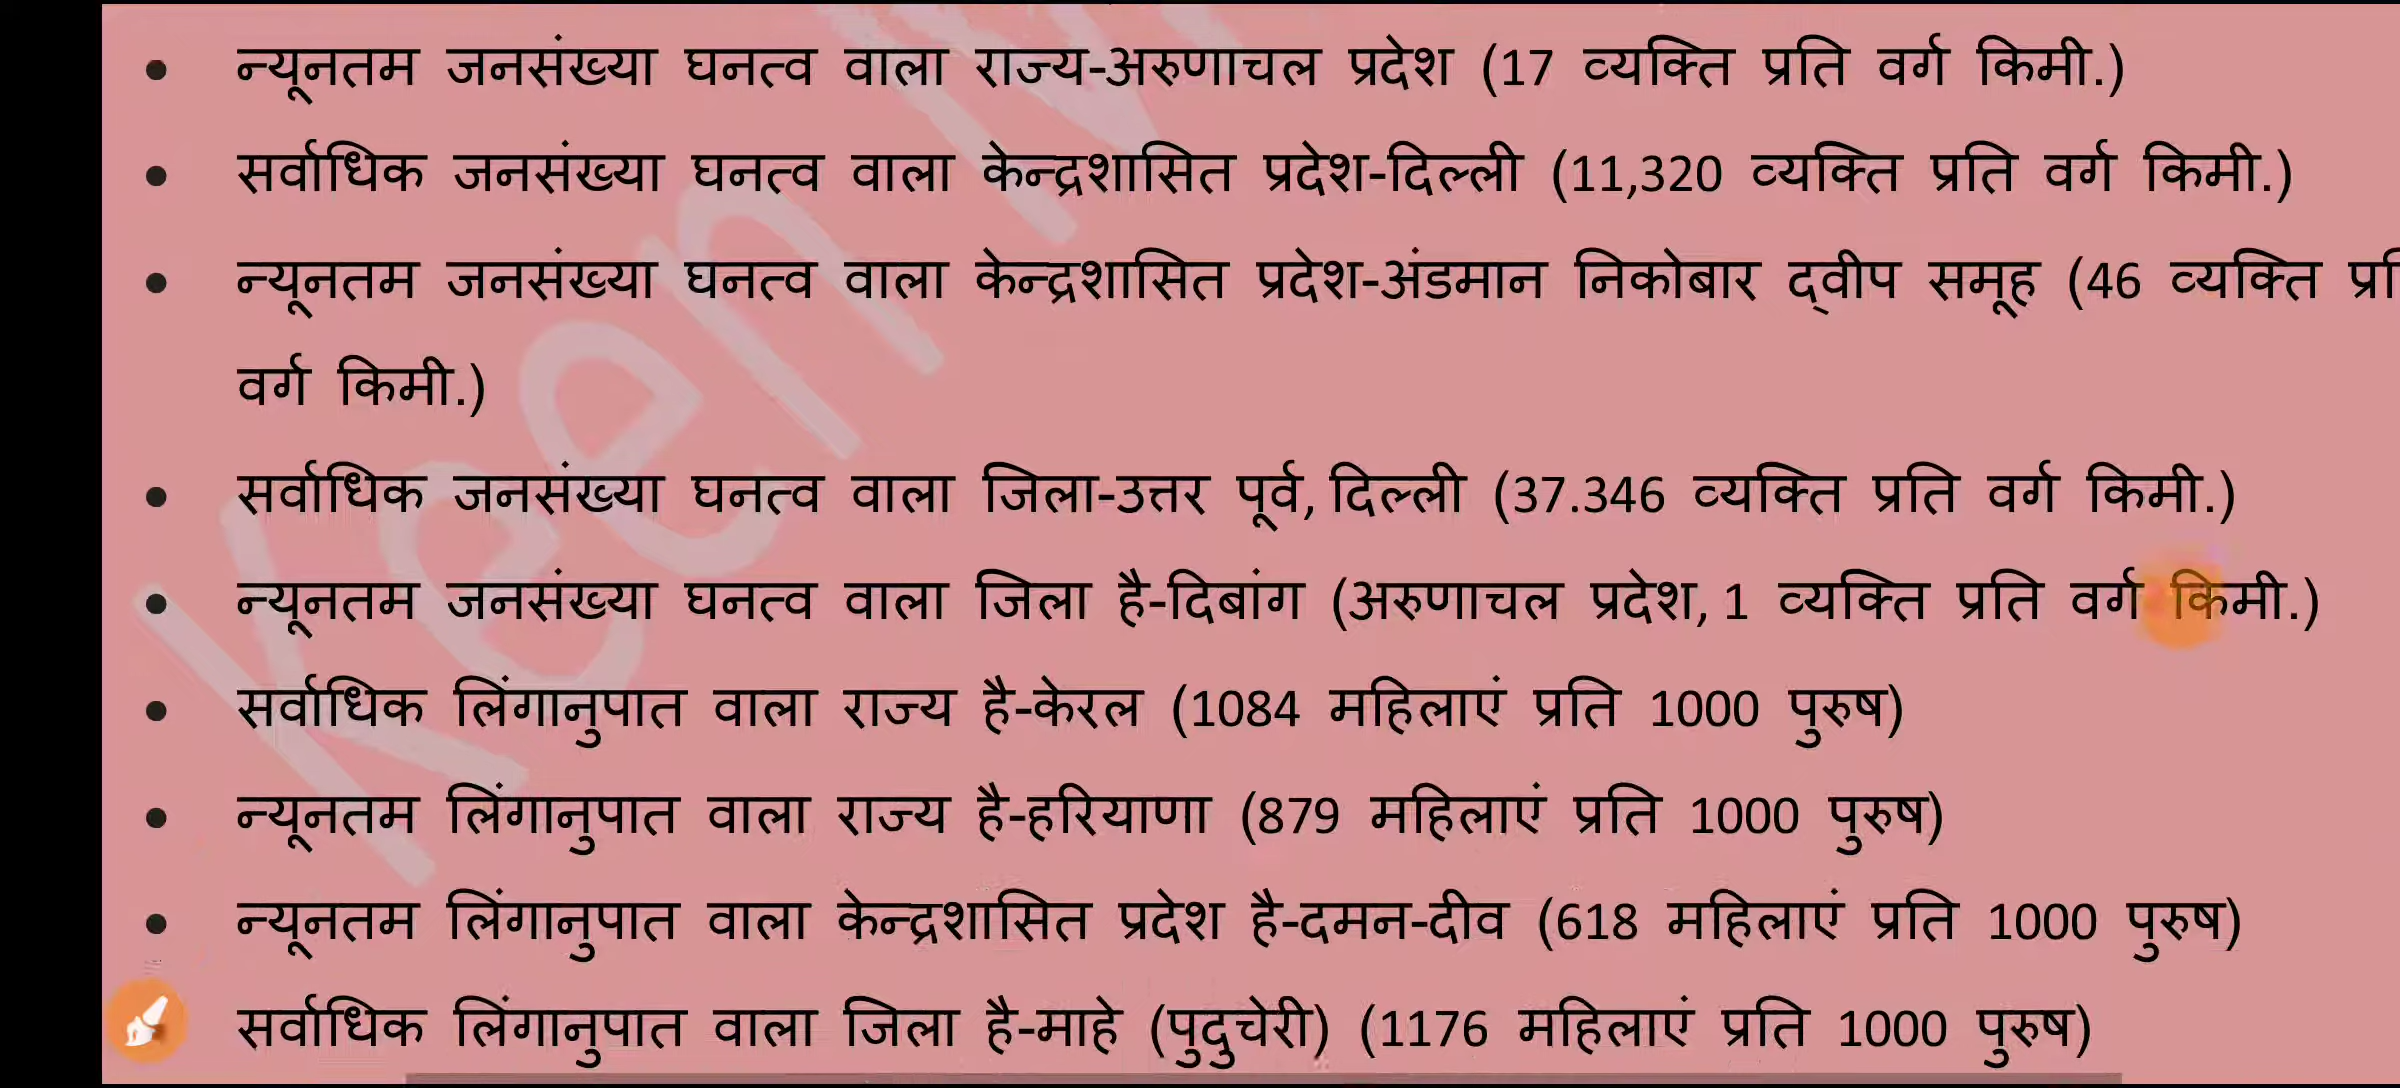 • न्यूनतम जनसंख्या घनत्व वाला राज्य-अरुणाचल प्रदेश (17 व्यक्ति प्रति वर्ग किमी.)
• सर्वाधिक जनसंख्या घनत्व वाला केन्द्रशासित प्रदेश-दिल्ली (11,320 व्यक्ति प्रति वर्ग किमी.)
• न्यूनतम जनसंख्या घनत्व वाला केन्द्रशासित प्रदेश-अंडमान निकोबार द्वीप समूह (46 व्यक्ति
वर्ग किमी.)
• सर्वाधिक जनसंख्या घनत्व वाला जिला-उत्तर पूर्व, दिल्ली (37.346 व्यक्ति प्रति वर्ग किमी.)
• न्यूनतम जनसंख्या घनत्व वाला जिला है-दिबांग (अरुणाचल प्रदेश, 1 व्यक्ति प्रति वर्ग किमी.)
• सर्वाधिक लिंगानुपात वाला राज्य है-केरल (1084 महिलाएं प्रति 1000 पुरुष)
• न्यूनतम लिंगानुपात वाला राज्य है-हरियाणा (879 महिलाएं प्रति 1000 पुरुष)
• न्यूनतम लिंगानुपात वाला केन्द्रशासित प्रदेश है-दमन-दीव (618 महिलाएं प्रति 1000 पुरुष)
सर्वाधिक लिंगानुपात वाला जिला है-माहे (पुदुचेरी) (1176 महिलाएं प्रति 1000 पुरुष)
Keen